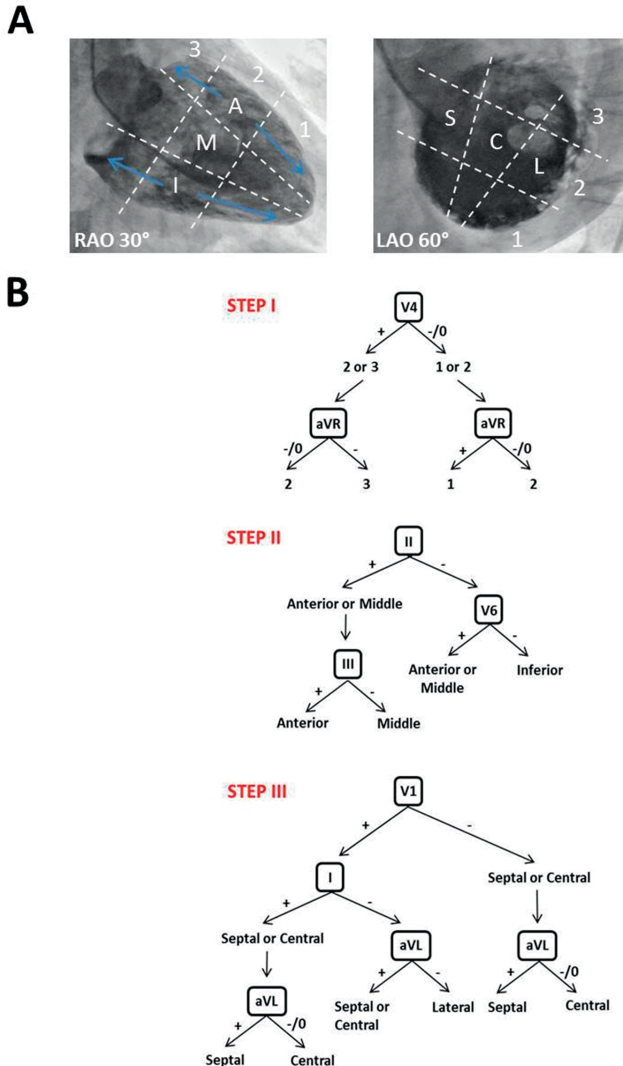 A
3
2
A
1
M
I
RAO 30°
S
C
3
L
2
LAO 60°
1
B
STEP I
V4
+ -/0
2 or 3 1 or 2
aVR aVR
-/0 - + -/0
2 3 1 2
STEP II
II
+ -
Anterior or Middle V6
+ -
III Anterior or Inferior
Middle
+ -
Anterior Middle
STEP III
V1
+ -
I Septal or Central
+ -
Septal or Central aVL aVL
+ - + -/0
aVL Septal or Lateral Septal Central
Central
+ -/0
Septal Central